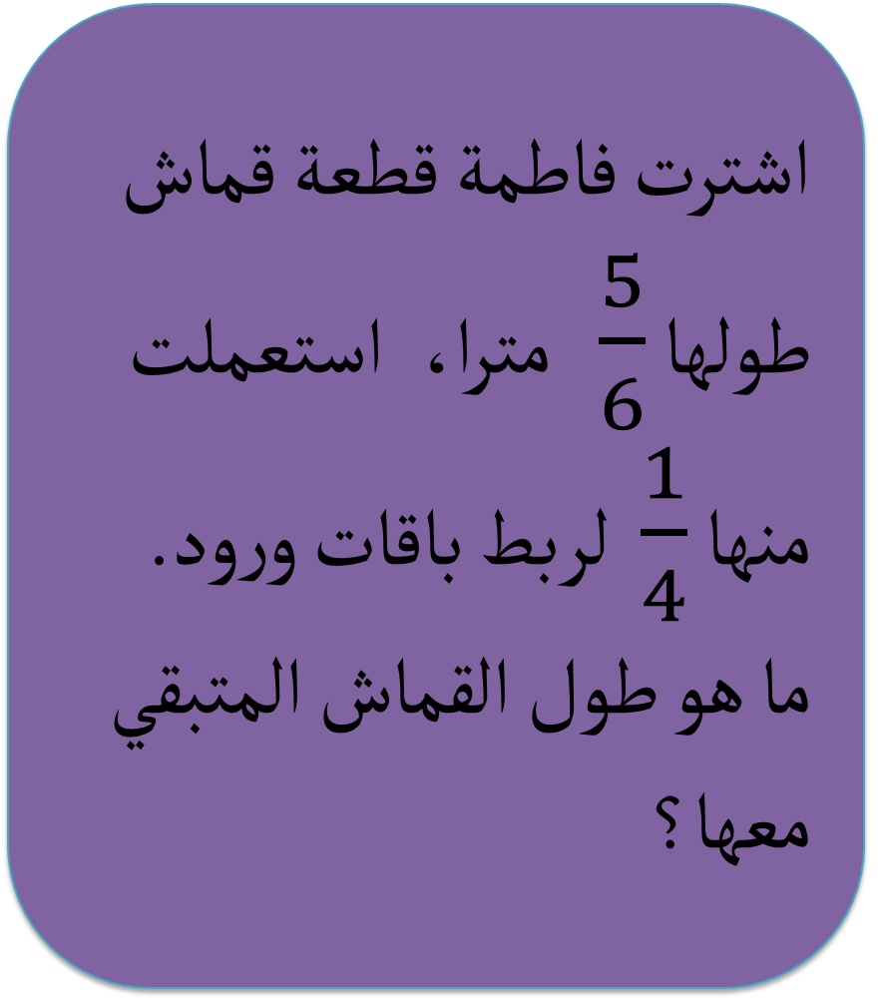 اشترت فاطمة قطعة قماش
طولها 5/6 مترا، استعملت
منها 1/4 لربط باقات ورود.
ما هو طول القماش المتبقي
معها؟